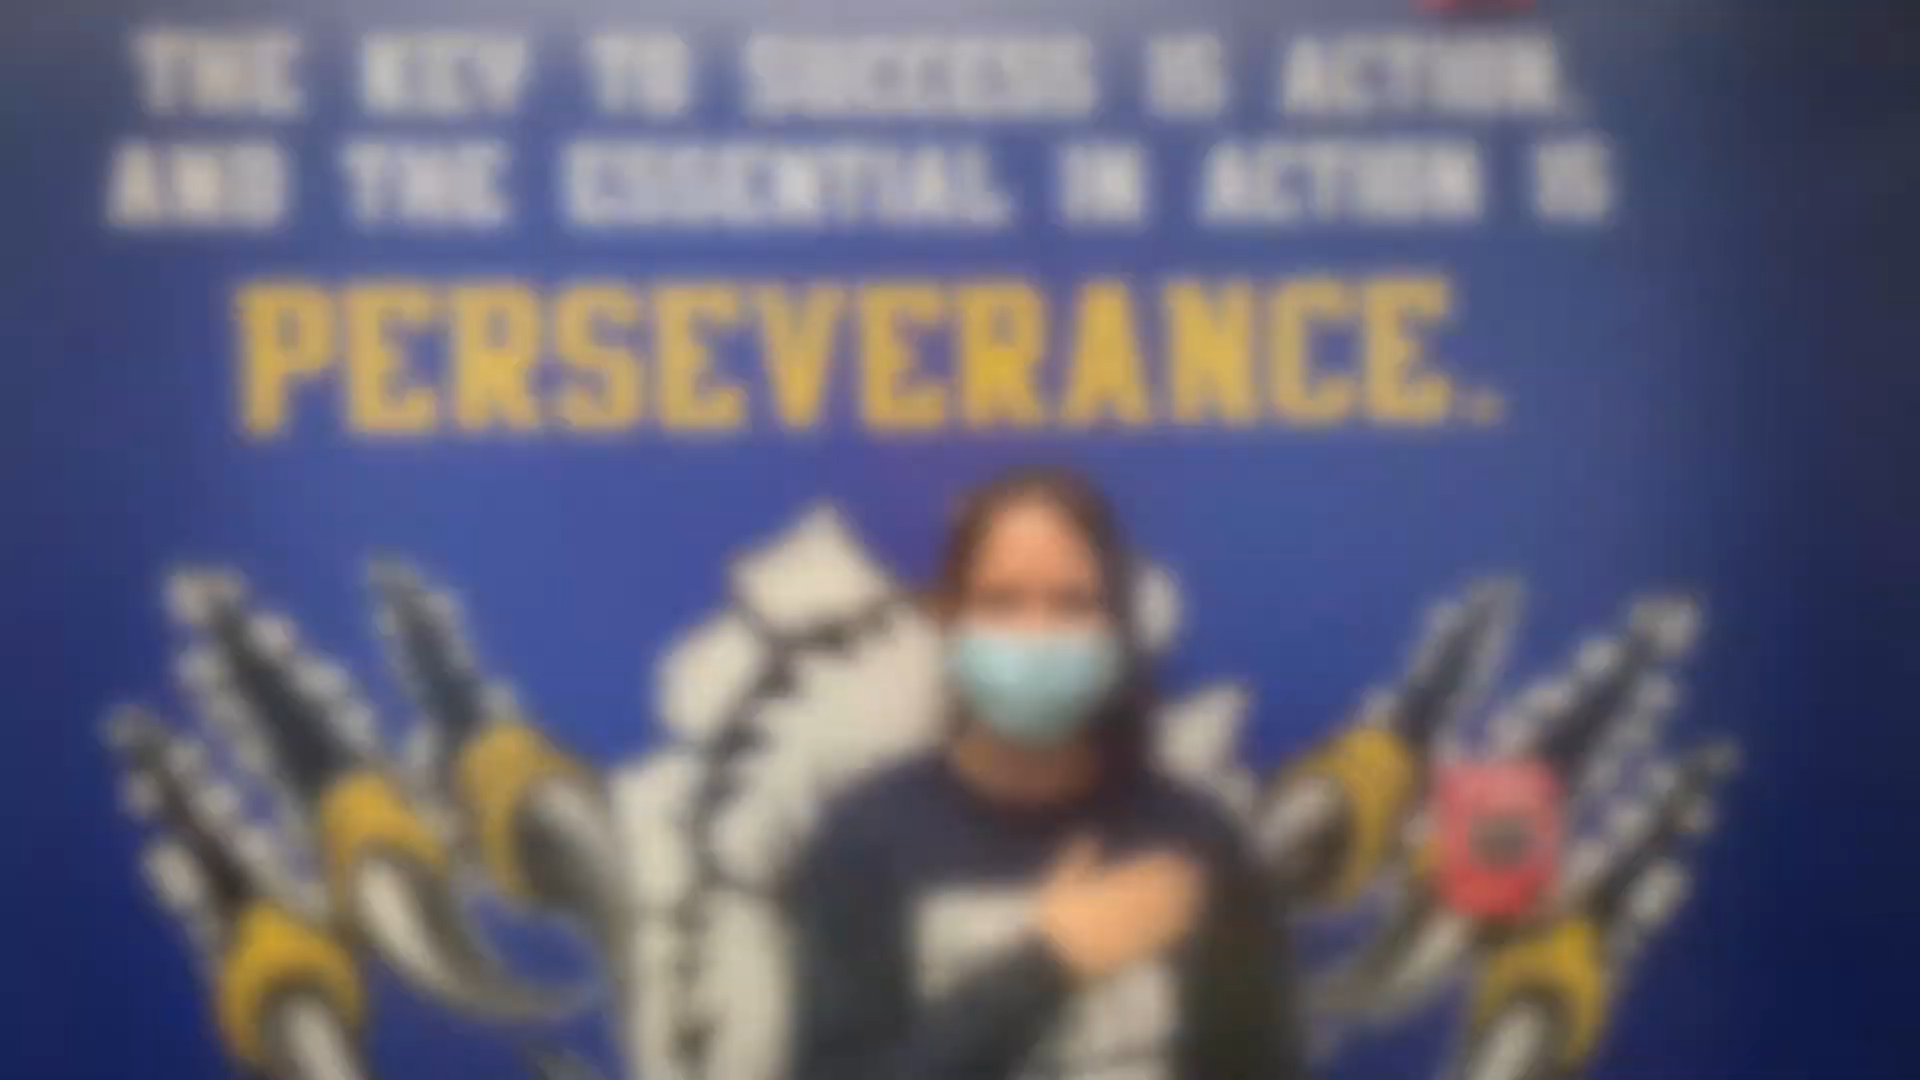 THE KEY TO SUCCESS IS ACTION,
AND THE ESSENTIAL IN ACTION IS
PERSEVERANCE.